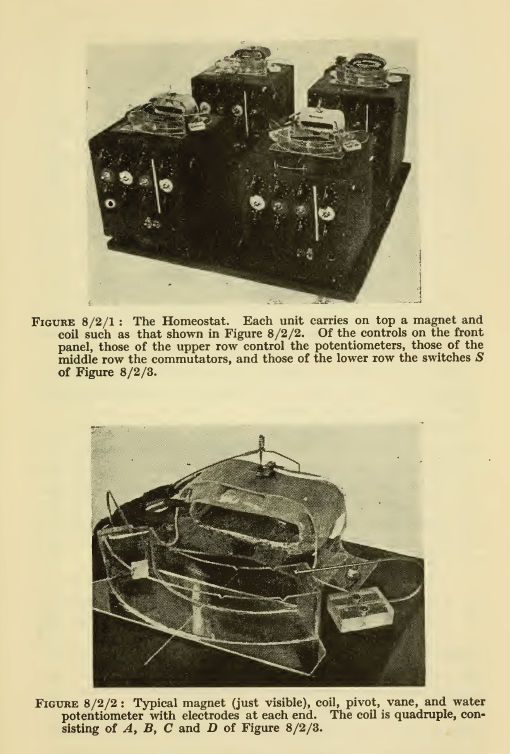 FIGURE 8/2/1 : The Homeostat. Each unit carries on top a magnet and
coil such as that shown in Figure 8/2/2. Of the controls on the front
panel, those of the upper row control the potentiometers, those of the
middle row the commutators, and those of the lower row the switches S
of Figure 8/2/3.
FIGURE 8/2/2 : Typical magnet (just visible), coil, pivot, vane, and water
potentiometer with electrodes at each end. The coil is quadruple, con-
sisting of A, B, C and D of Figure 8/2/3.